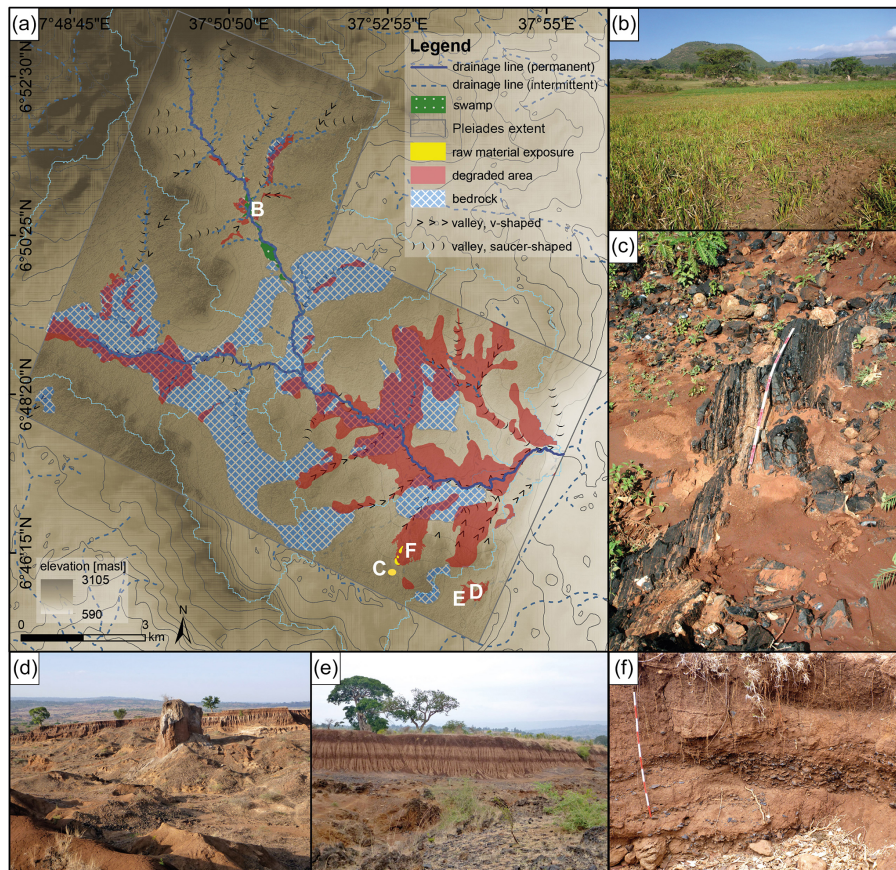 (a)
37°48'45"E
37°50'50"E
37°52'55"E
37°55'E
6°52'30"N
6°50'25"N
6°48'20"N
6°46'15"N
Legend
drainage line (permanent)
drainage line (intermittent)
swamp
Pleiades extent
raw material exposure
degraded area
bedrock
valley, v-shaped
valley, saucer-shaped
B
F
C
E D
elevation [masl]
3105
590
0 3
km
N
(b)
(c)
(d)
(e)
(f)